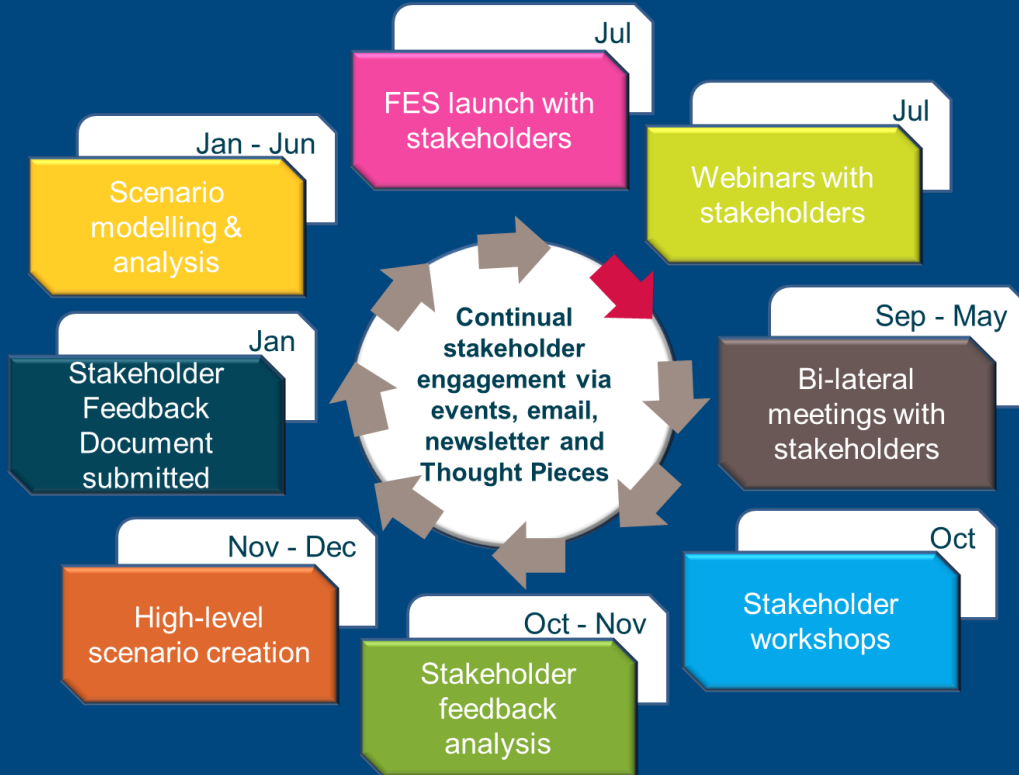 Jul
FES launch with
stakeholders
Jul
Webinars with
stakeholders
Sep - May
Bi-lateral
meetings with
stakeholders
Oct
Stakeholder
workshops
Oct - Nov
Stakeholder
feedback
analysis
Nov - Dec
High-level
scenario creation
Jan
Stakeholder
Feedback
Document
submitted
Jan - Jun
Scenario
modelling &
analysis
Continual
stakeholder
engagement via
events, email,
newsletter and
Thought Pieces